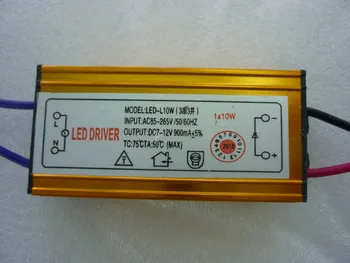 L
N
LED DRIVER
MODEL:LED-L10W(3串3并)
INPUT:AC85-265V/50/60HZ
OUTPUT:DC7-12V 900mA±5%
TC:75℃TA:50℃ (MAX)
1x10W
2010
-
+